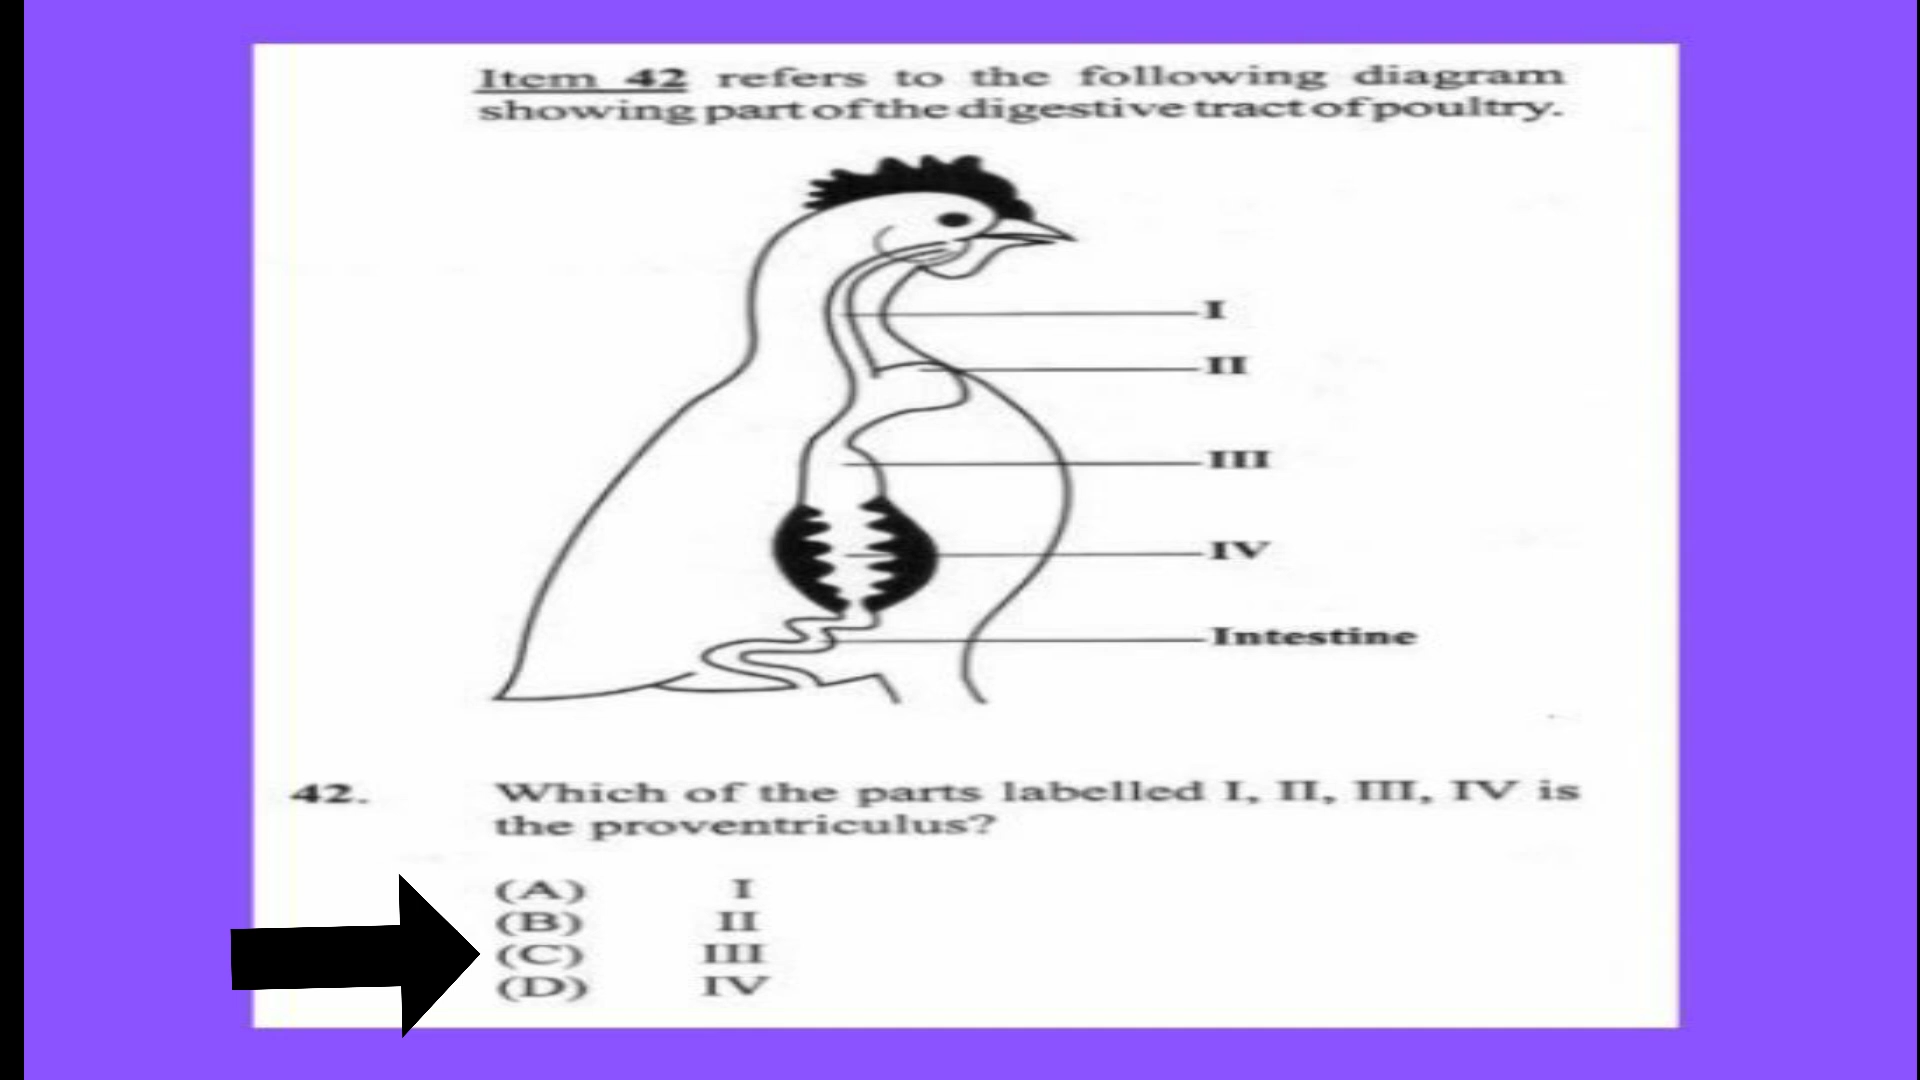 Item 42 refers to the following diagram
showing part of the digestive tract of poultry.
I
II
III
IV
Intestine
42. Which of the parts labelled I, II, III, IV is
the proventriculus?
(A) I
(B) II
(C) III
(D) IV